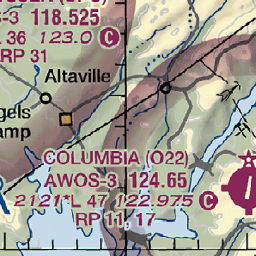 -3 118.525
L 36 123.0 C
RP 31
Altaville
gels
amp
COLUMBIA (O22)
AWOS-3 124.65
2121 *L 47 122.975 C
RP 11, 17